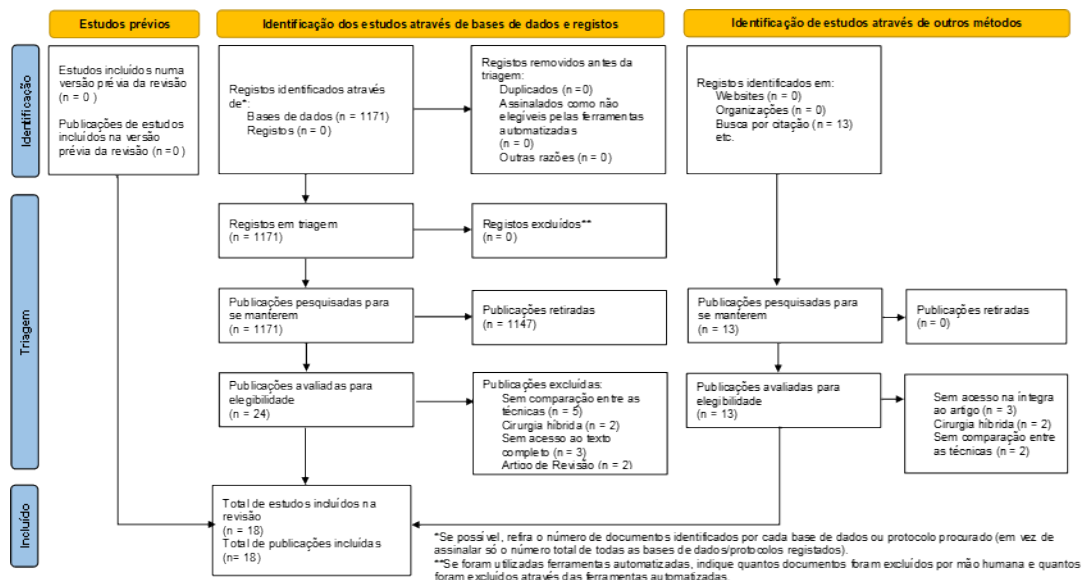 Estudos prévios
Identificação dos estudos através de bases de dados e registos
Identificação de estudos através de outros métodos
Identificação
Estudos incluídos numa
versão prévia da revisão
(n = 0 )
Publicações de estudos
incluídos na versão
prévia da revisão (n =0 )
Registos identificados através
de*:
Bases de dados (n = 1171)
Registos (n = 0)
Registos removidos antes da
triagem:
Duplicados (n =0)
Assinalados como não
elegíveis pelas ferramentas
automatizadas
(n = 0)
Outras razões (n = 0)
Registos identificados em:
Websites (n = 0)
Organizações (n = 0)
Busca por citação (n = 13)
etc.
Triagem
Registos em triagem
(n = 1171)
Registos excluídos**
(n = 0)
Publicações pesquisadas para
se manterem
(n = 1171)
Publicações retiradas
(n = 1147)
Publicações pesquisadas para
se manterem
(n = 13)
Publicações retiradas
(n = 0)
Publicações avaliadas para
elegibilidade
(n = 24)
Publicações excluídas:
Sem comparação entre as
técnicas (n = 5)
Cirurgia híbrida (n = 2)
Sem acesso ao texto
completo (n = 3)
Artigo de Revisão (n = 2)
Publicações avaliadas para
elegibilidade
(n = 13)
Sem acesso na íntegra
ao artigo (n = 3)
Cirurgia híbrida (n = 2)
Sem comparação entre
as técnicas (n = 2)
Incluído
Total de estudos incluídos na
revisão
(n = 18)
Total de publicações incluídas
(n= 18)
*Se possível, refira o número de documentos identificados por cada base de dados ou protocolo procurado (em vez de
assinalar só o número total de todas as bases de dados/protocolos registados).
**Se foram utilizadas ferramentas automatizadas, indique quantos documentos foram excluídos por mão humana e quantos
foram excluídos através das ferramentas automatizadas.